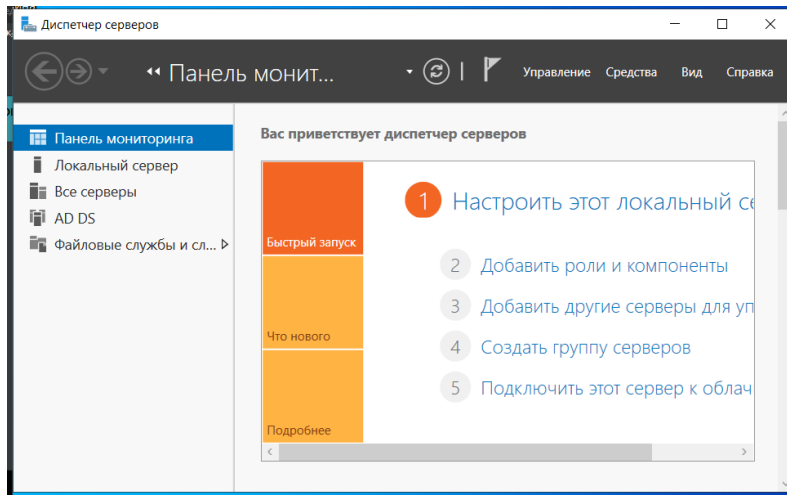 Диспетчер серверов
Панель монит...
Управление Средства Вид Справка
Панель мониторинга
Локальный сервер
Все серверы
AD DS
Файловые службы и сл...
Вас приветствует диспетчер серверов
Быстрый запуск
Что нового
Подробнее
1 Настроить этот локальный се
2 Добавить роли и компоненты
3 Добавить другие серверы для уп
4 Создать группу серверов
5 Подключить этот сервер к облач